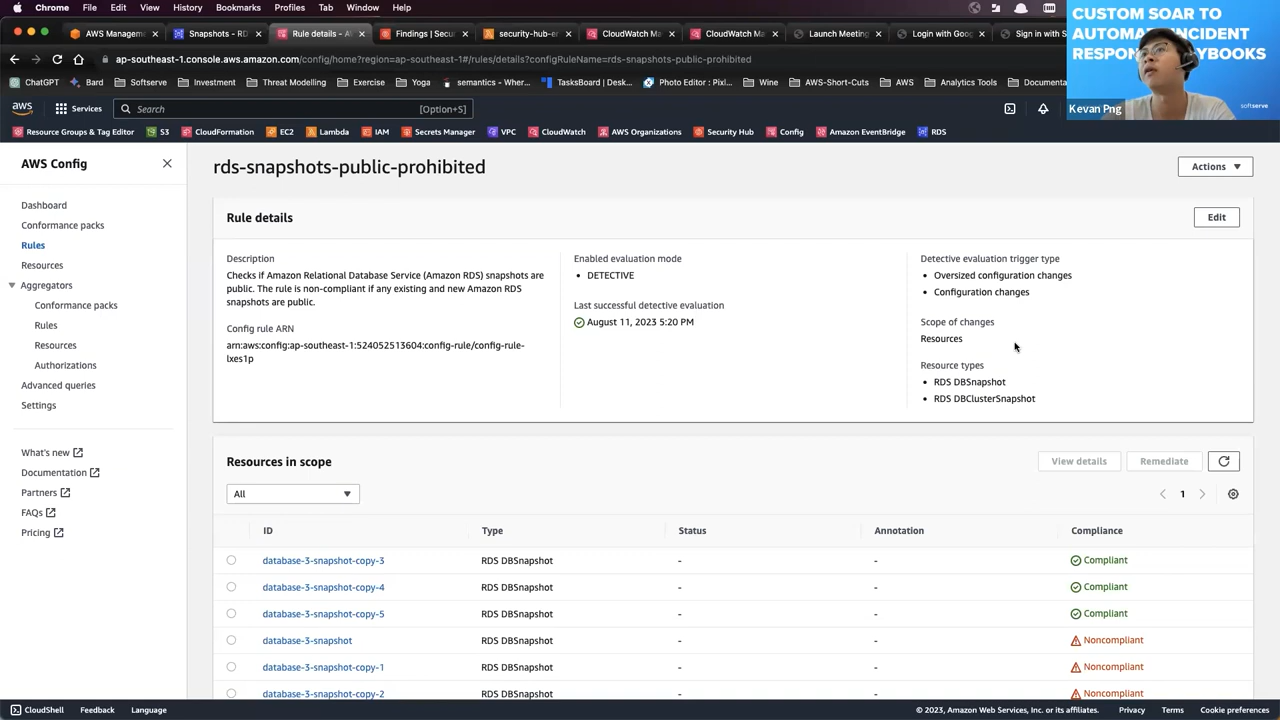 Chrome File Edit View History Bookmarks Profiles Tab Window Help
AWS Manageme Snapshots - RD Rule details - AW Findings | Secur security-hub-en CloudWatch Ma CloudWatch Ma Launch Meeting Login with Goog Sign in with S
ap-southeast-1.console.aws.amazon.com/config/home?region=ap-southeast-1#/rules/details?configRuleName=rds-snapshots-public-prohibited
ChatGPT Bard Southeast Investment Threat Modelling Exercise Yoga semantics - Wher... TasksBoard | Desk... Photo Editor : Pixl... Wine AWS-Short-Cuts AWS Analytics Tools Documenta
CUSTOM SOAR TO
AUTOMA INCIDENT
RESPON YBOOKS
softserve
Kevan Png
aws Services Search [Option+S]
Resource Groups & Tag Editor S3 CloudFormation EC2 Lambda IAM Secrets Manager VPC CloudWatch AWS Organizations Security Hub Config Amazon EventBridge RDS
AWS Config
Dashboard
Conformance packs
Rules
Resources
Aggregators
Conformance packs
Rules
Resources
Authorizations
Advanced queries
Settings
What's new
Documentation
Partners
FAQs
Pricing
rds-snapshots-public-prohibited
Actions
Rule details
Edit
Description
Checks if Amazon Relational Database Service (Amazon RDS) snapshots are
public. The rule is non-compliant if any existing and new Amazon RDS
snapshots are public.
Config rule ARN
arn:aws:config:ap-southeast-1:524052513604:config-rule/config-rule-
lxes1p
Enabled evaluation mode
DETECTIVE
Last successful detective evaluation
August 11, 2023 5:20 PM
Detective evaluation trigger type
Oversized configuration changes
Configuration changes
Scope of changes
Resources
Resource types
RDS DBSnapshot
RDS DBClusterSnapshot
Resources in scope
View details Remediate
All
1
ID Type Status Annotation Compliance
database-3-snapshot-copy-3 RDS DBSnapshot - - Compliant
database-3-snapshot-copy-4 RDS DBSnapshot - - Compliant
database-3-snapshot-copy-5 RDS DBSnapshot - - Compliant
database-3-snapshot RDS DBSnapshot - - Noncompliant
database-3-snapshot-copy-1 RDS DBSnapshot - - Noncompliant
database-3-snapshot-copy-2 RDS DBSnapshot - - Noncompliant
CloudShell Feedback Language
© 2023, Amazon Web Services, Inc. or its affiliates. Privacy Terms Cookie preferences